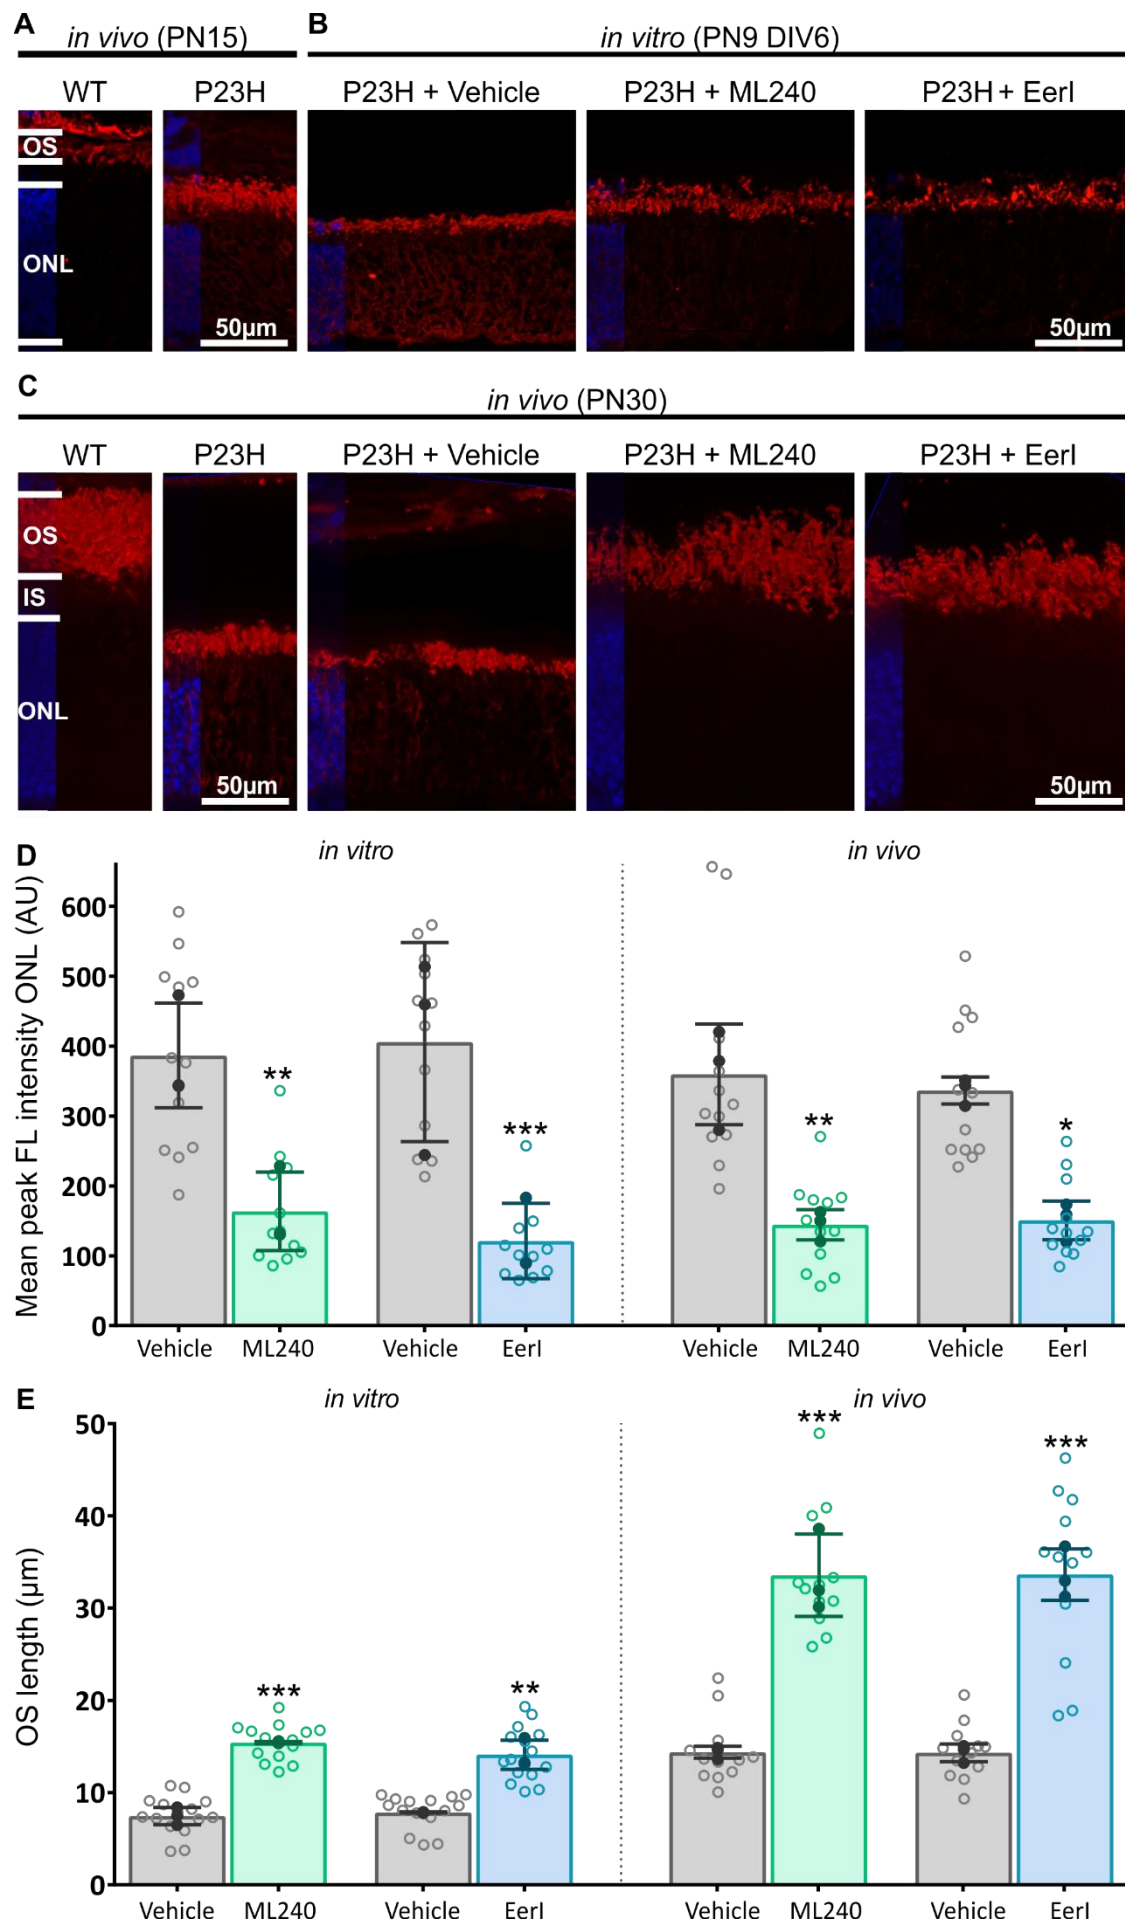 A
in vivo (PN15)
B
in vitro (PN9 DIV6)
WT
P23H
P23H + Vehicle
P23H + ML240
P23H + EerI
OS
ONL
50µm
50µm
C
in vivo (PN30)
WT
P23H
P23H + Vehicle
P23H + ML240
P23H + EerI
OS
IS
ONL
50µm
50µm
D
in vitro
in vivo
Mean peak FL intensity ONL (AU)
600
500
400
300
200
100
0
**
***
**
*
Vehicle
ML240
Vehicle
EerI
Vehicle
ML240
Vehicle
EerI
E
in vitro
in vivo
OS length (µm)
50
40
30
20
10
0
***
**
***
***
Vehicle
ML240
Vehicle
EerI
Vehicle
ML240
Vehicle
EerI